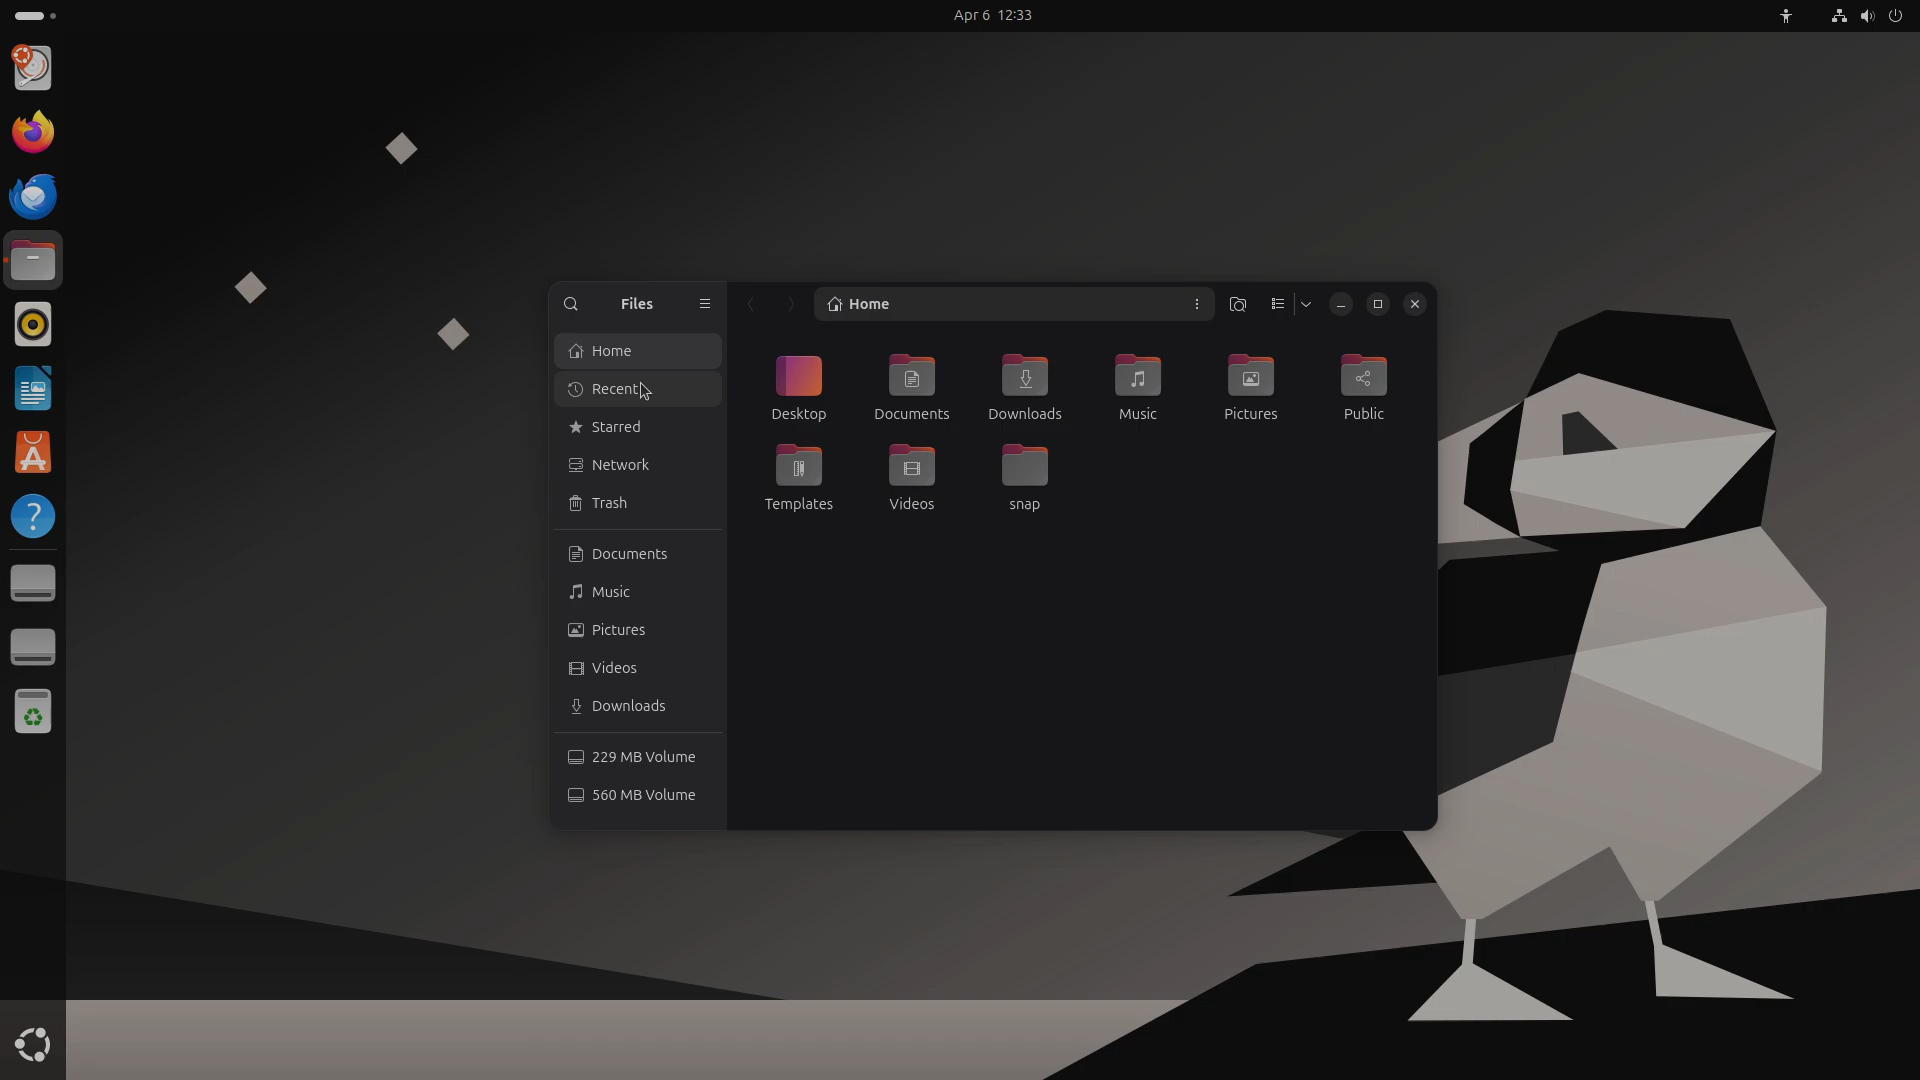 Apr 6 12:33
Files
Home
Home
Recent
Starred
Network
Trash
Documents
Music
Pictures
Videos
Downloads
229 MB Volume
560 MB Volume
Desktop
Documents
Downloads
Music
Pictures
Public
Templates
Videos
snap